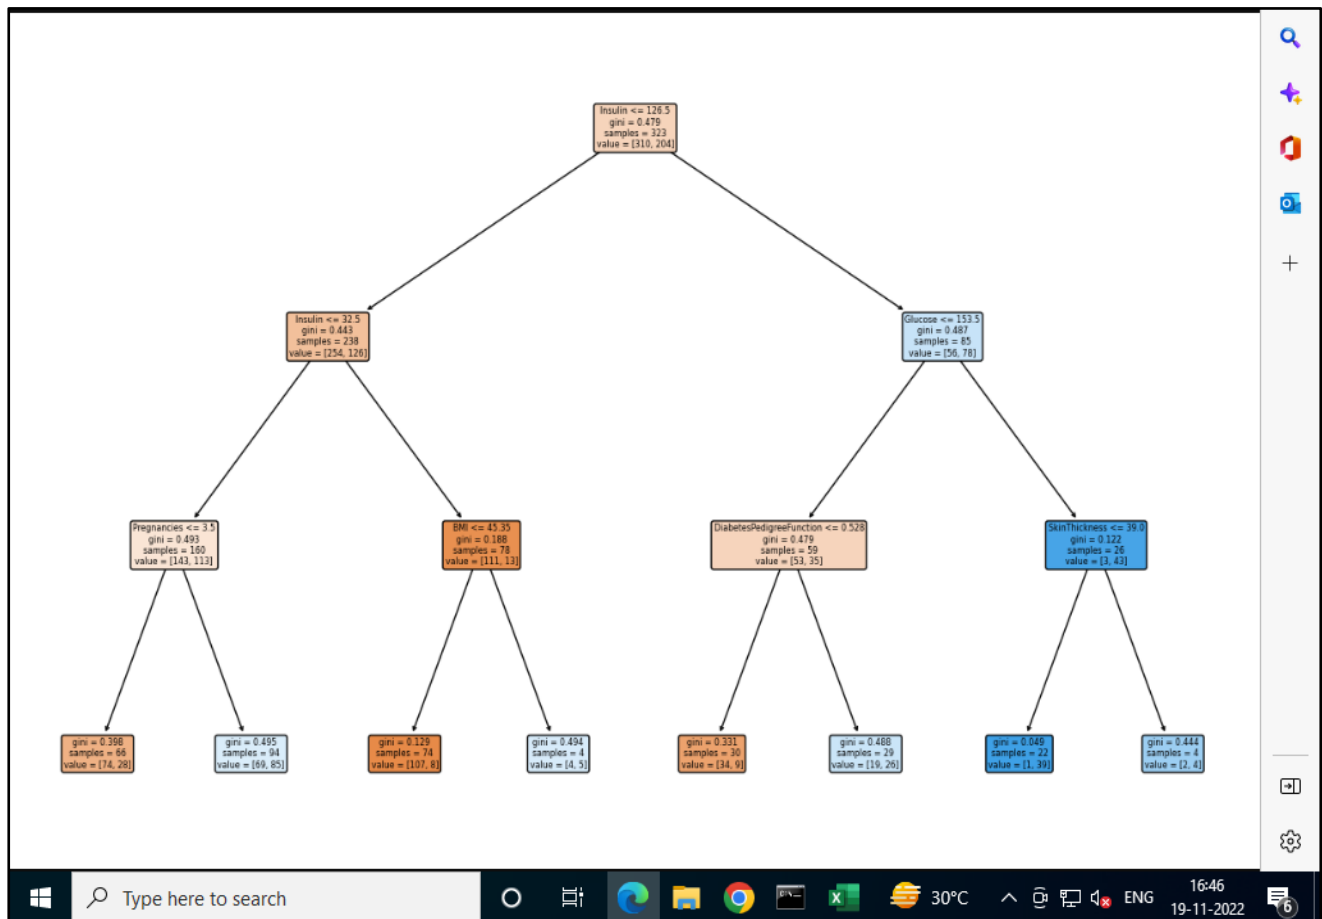 Insulin <= 126.5
gini = 0.479
samples = 323
value = [310, 204]
Insulin <= 32.5
gini = 0.443
samples = 238
value = [254, 126]
Glucose <= 153.5
gini = 0.487
samples = 85
value = [56, 78]
Pregnancies <= 3.5
gini = 0.493
samples = 160
value = [143, 113]
BMI <= 45.35
gini = 0.188
samples = 78
value = [111, 13]
DiabetesPedigreeFunction <= 0.528
gini = 0.479
samples = 59
value = [53, 35]
SkinThickness <= 39.0
gini = 0.122
samples = 26
value = [3, 43]
gini = 0.398
samples = 66
value = [74, 28]
gini = 0.495
samples = 94
value = [69, 85]
gini = 0.129
samples = 74
value = [107, 8]
gini = 0.494
samples = 4
value = [4, 5]
gini = 0.331
samples = 30
value = [34, 9]
gini = 0.488
samples = 29
value = [19, 26]
gini = 0.049
samples = 22
value = [1, 39]
gini = 0.444
samples = 4
value = [2, 4]
Type here to search
30°C
ENG
16:46
19-11-2022
6